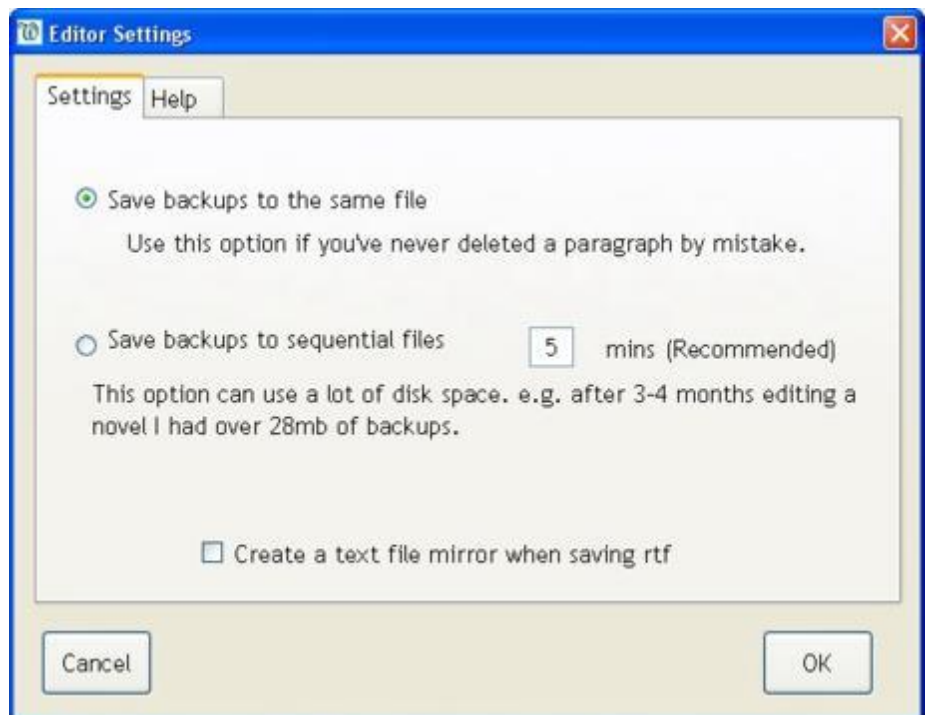 Editor Settings
Settings Help
Save backups to the same file
Use this option if you've never deleted a paragraph by mistake.
Save backups to sequential files 5 mins (Recommended)
This option can use a lot of disk space. e.g. after 3-4 months editing a
novel I had over 28mb of backups.
Create a text file mirror when saving rtf
Cancel OK